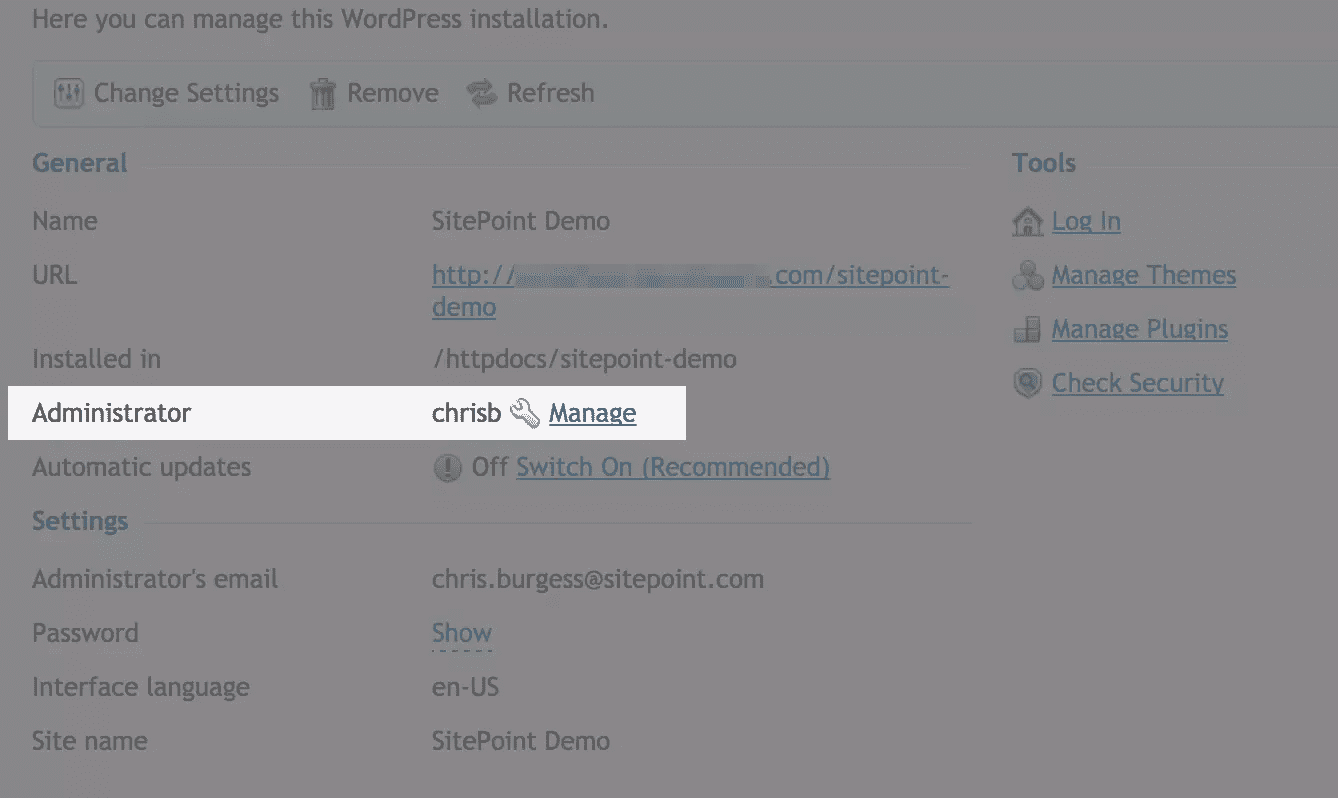 Here you can manage this WordPress installation.
Change Settings Remove Refresh
General
Name SitePoint Demo
URL http://.com/sitepoint-
demo
Installed in /httpdocs/sitepoint-demo
Administrator chrisb Manage
Automatic updates Off Switch On (Recommended)
Settings
Administrator's email chris.burgess@sitepoint.com
Password Show
Interface language en-US
Site name SitePoint Demo
Tools
Log In
Manage Themes
Manage Plugins
Check Security